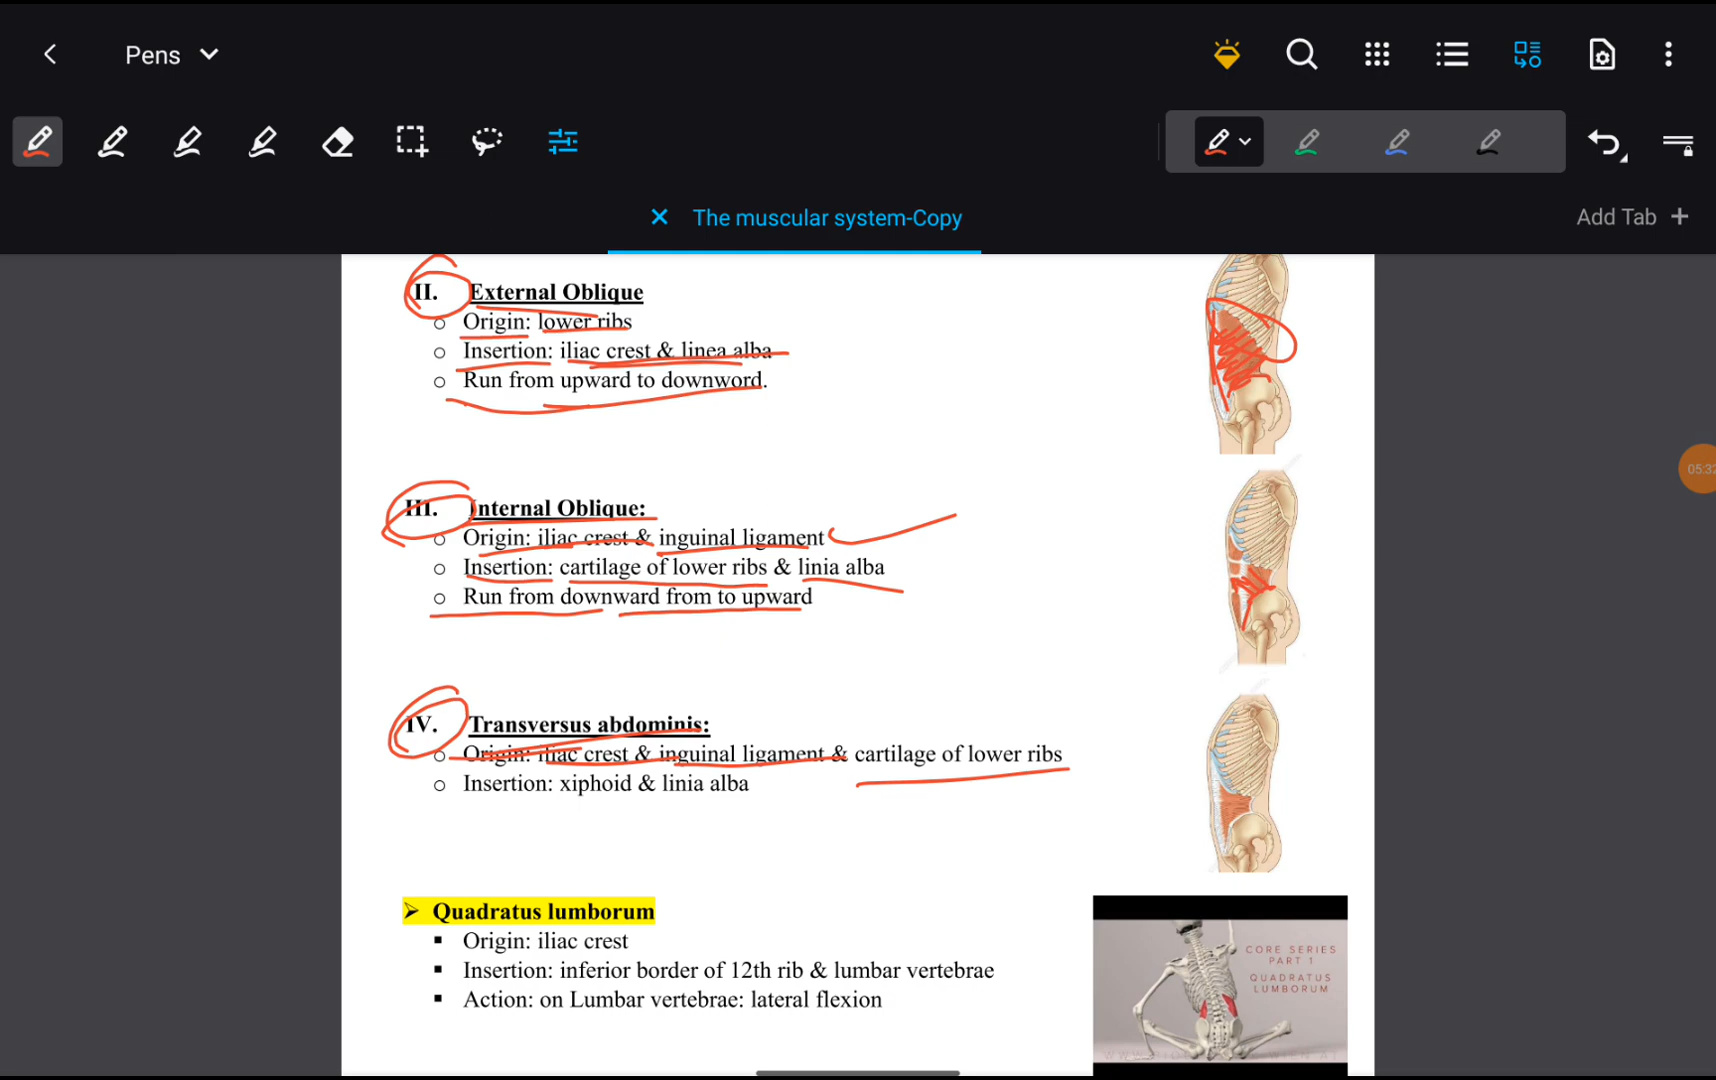 Pens
The muscular system-Copy
Add Tab +
II. External Oblique
o Origin: lower ribs
o Insertion: iliac crest & linea alba
o Run from upward to downword.
05:32
III. Internal Oblique:
o Origin: iliac crest & inguinal ligament
o Insertion: cartilage of lower ribs & linia alba
o Run from downward from to upward
IV. Transversus abdominis:
o Origin: iliac crest & inguinal ligament & cartilage of lower ribs
o Insertion: xiphoid & linia alba
➢ Quadratus lumborum
▪ Origin: iliac crest
▪ Insertion: inferior border of 12th rib & lumbar vertebrae
▪ Action: on Lumbar vertebrae: lateral flexion
CORE SERIES
PART 1
QUADRATUS
LUMBORUM